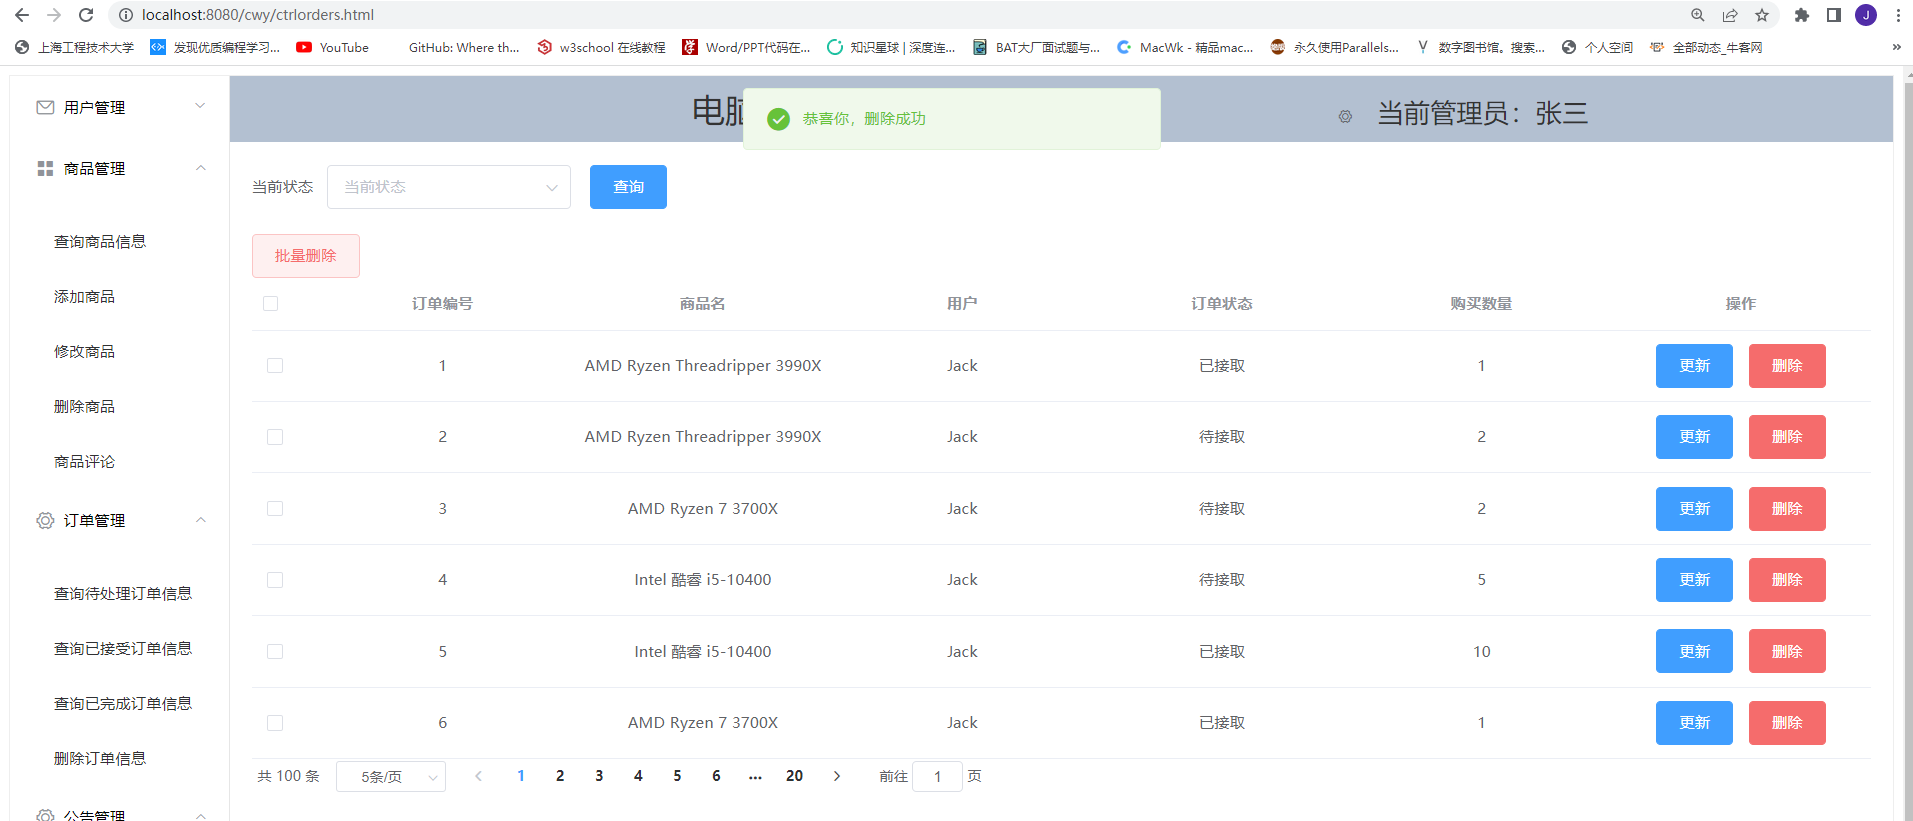 localhost:8080/cwy/ctrlorders.html
J
上海工程技术大学 发现优质编程学习... YouTube GitHub: Where th... w3school 在线教程 Word/PPT代码在... 知识星球 | 深度连... BAT大厂面试题与... MacWk - 精品mac... 永久使用Parallels... 数字图书馆。搜索... 个人空间 全部动态_牛客网 »
用户管理
电脑
恭喜你，删除成功
当前管理员：张三
商品管理
当前状态 当前状态 查询
查询商品信息
批量删除
添加商品
订单编号 商品名 用户 订单状态 购买数量 操作
修改商品
1 AMD Ryzen Threadripper 3990X Jack 已接取 1 更新 删除
删除商品
2 AMD Ryzen Threadripper 3990X Jack 待接取 2 更新 删除
商品评论
3 AMD Ryzen 7 3700X Jack 待接取 2 更新 删除
订单管理
4 Intel 酷睿 i5-10400 Jack 待接取 5 更新 删除
查询待处理订单信息
5 Intel 酷睿 i5-10400 Jack 已接取 10 更新 删除
查询已接受订单信息
查询已完成订单信息
6 AMD Ryzen 7 3700X Jack 已接取 1 更新 删除
删除订单信息
共 100 条 5条/页 1 2 3 4 5 6 ... 20 前往 1 页
公告管理